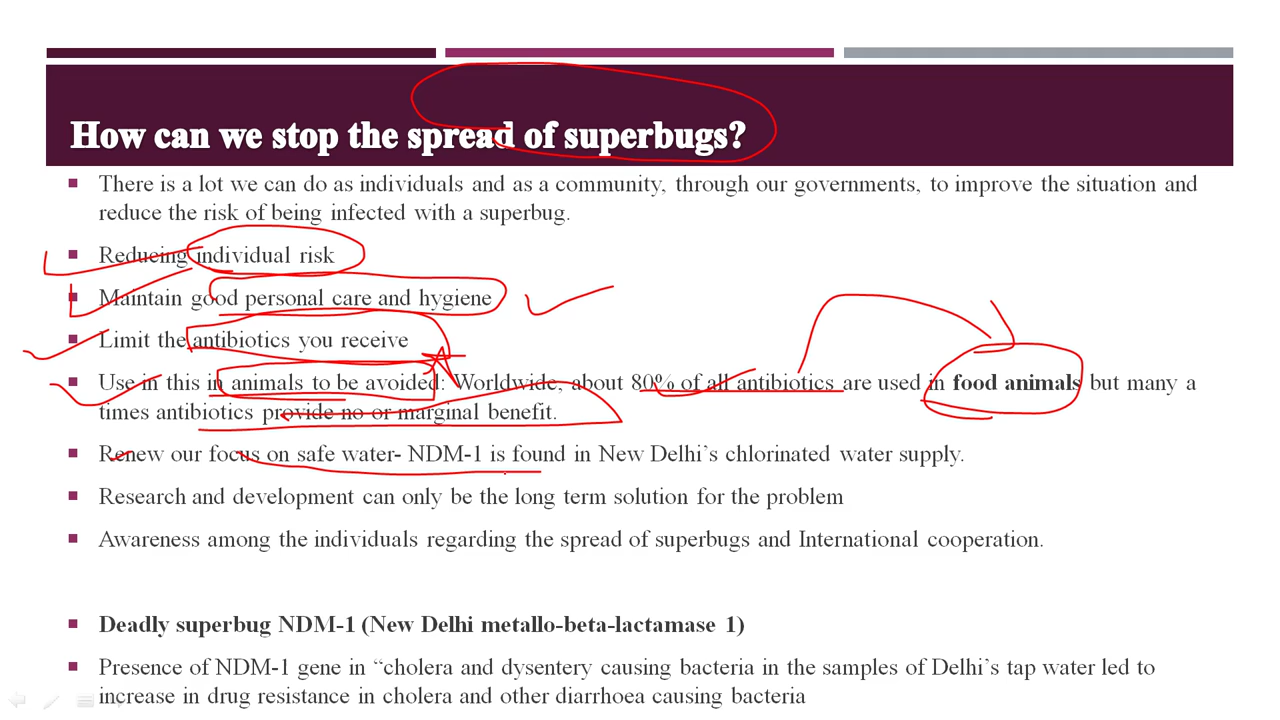 How can we stop the spread of superbugs?
There is a lot we can do as individuals and as a community, through our governments, to improve the situation and
reduce the risk of being infected with a superbug.
Reducing individual risk
Maintain good personal care and hygiene
Limit the antibiotics you receive
Use in this in animals to be avoided: Worldwide, about 80% of all antibiotics are used in food animals but many a
times antibiotics provide no or marginal benefit.
Renew our focus on safe water- NDM-1 is found in New Delhi's chlorinated water supply.
Research and development can only be the long term solution for the problem
Awareness among the individuals regarding the spread of superbugs and International cooperation.
Deadly superbug NDM-1 (New Delhi metallo-beta-lactamase 1)
Presence of NDM-1 gene in “cholera and dysentery causing bacteria in the samples of Delhi's tap water led to
increase in drug resistance in cholera and other diarrhoea causing bacteria